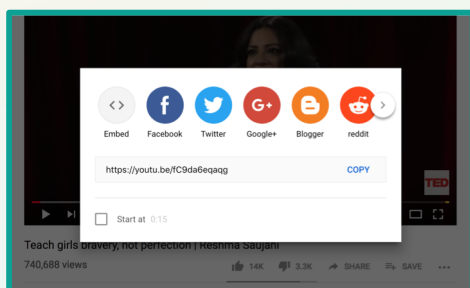 <>
f
G+
Embed Facebook Twitter Google+ Blogger reddit
https://youtu.be/fC9da6eqaqg COPY
TED
Start at 0:15
Teach girls bravery, not perfection | Reshma Saujani
740,688 views 14K 3.3K SHARE SAVE